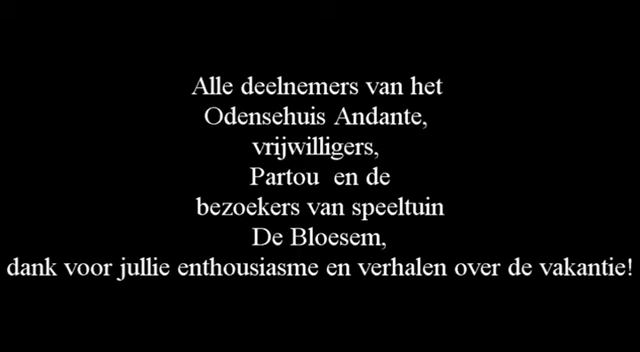 Alle deelnemers van het
Odensehuis Andante,
vrijwilligers,
Partou en de
bezoekers van speeltuin
De Bloesem,
dank voor jullie enthousiasme en verhalen over de vakantie!